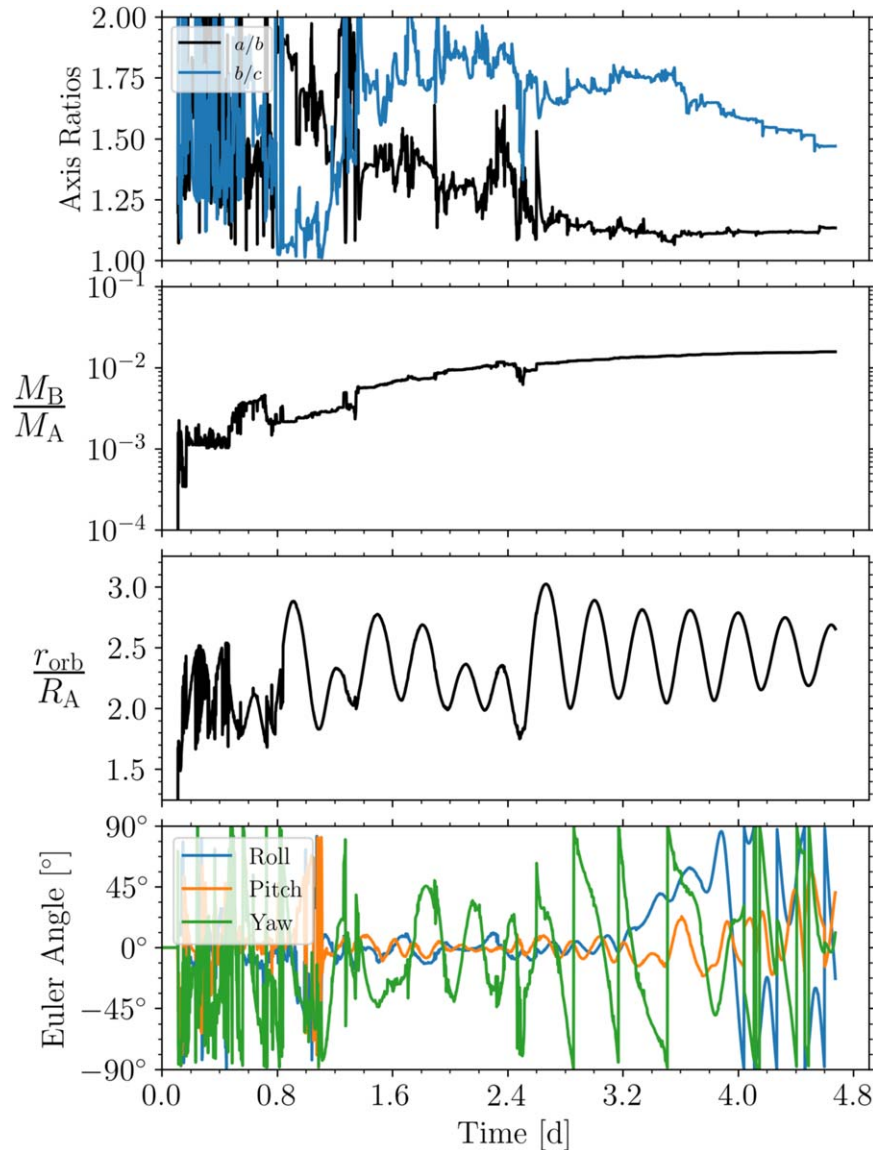 2.00
a/b
b/c
1.75
1.50
1.25
1.00
Axis Ratios
10⁻¹
10⁻²
10⁻³
10⁻⁴
M_B
M_A
3.0
2.5
2.0
1.5
r_orb
R_A
90°
45°
0°
−45°
−90°
Euler Angle [°]
Roll
Pitch
Yaw
0.0 0.8 1.6 2.4 3.2 4.0 4.8
Time [d]